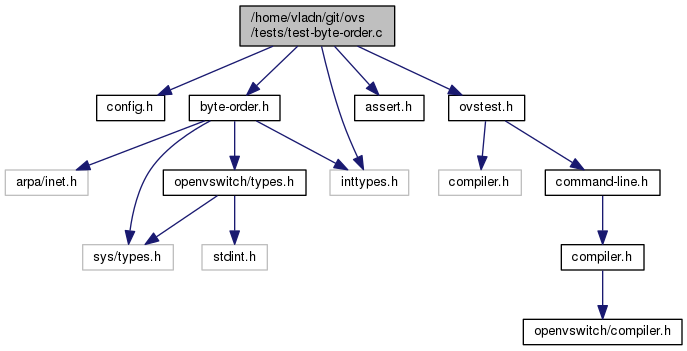 /home/vladn/git/ovs
/tests/test-byte-order.c
config.h
byte-order.h
assert.h
ovstest.h
arpa/inet.h
openvswitch/types.h
inttypes.h
compiler.h
command-line.h
sys/types.h
stdint.h
compiler.h
openvswitch/compiler.h